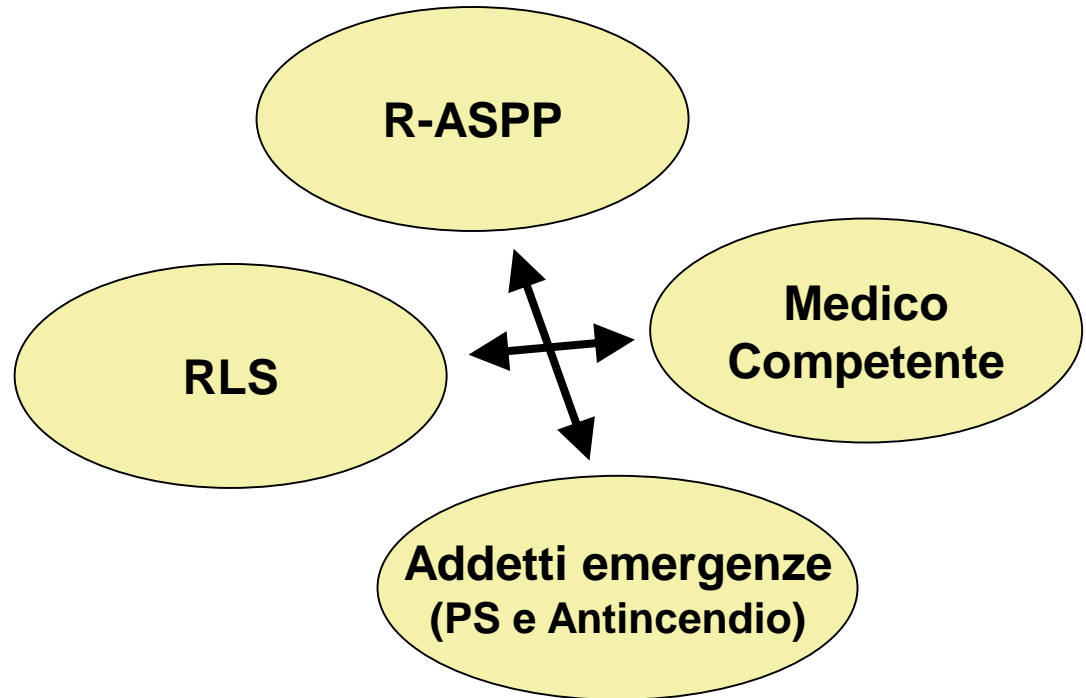 R-ASPP
Medico
Competente
RLS
Addetti emergenze
(PS e Antincendio)